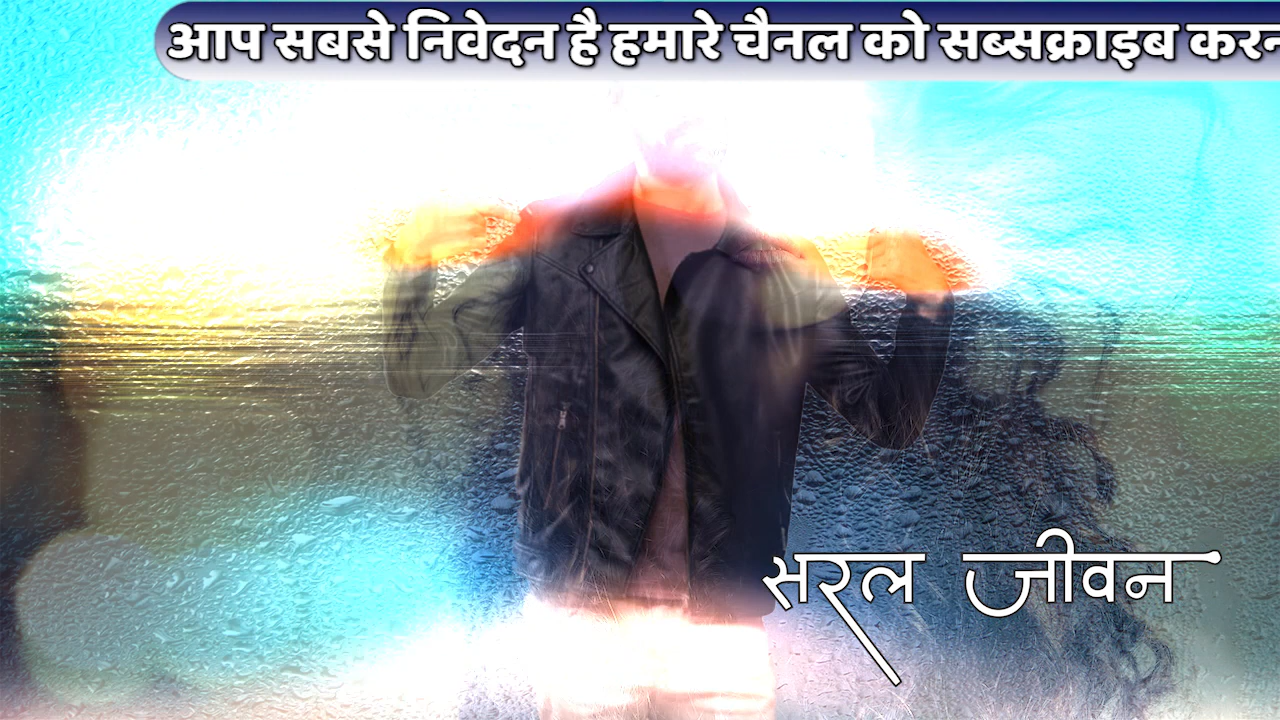 आप सबसे निवेदन है हमारे चैनल को सब्सक्राइब करन
सरल जीवन